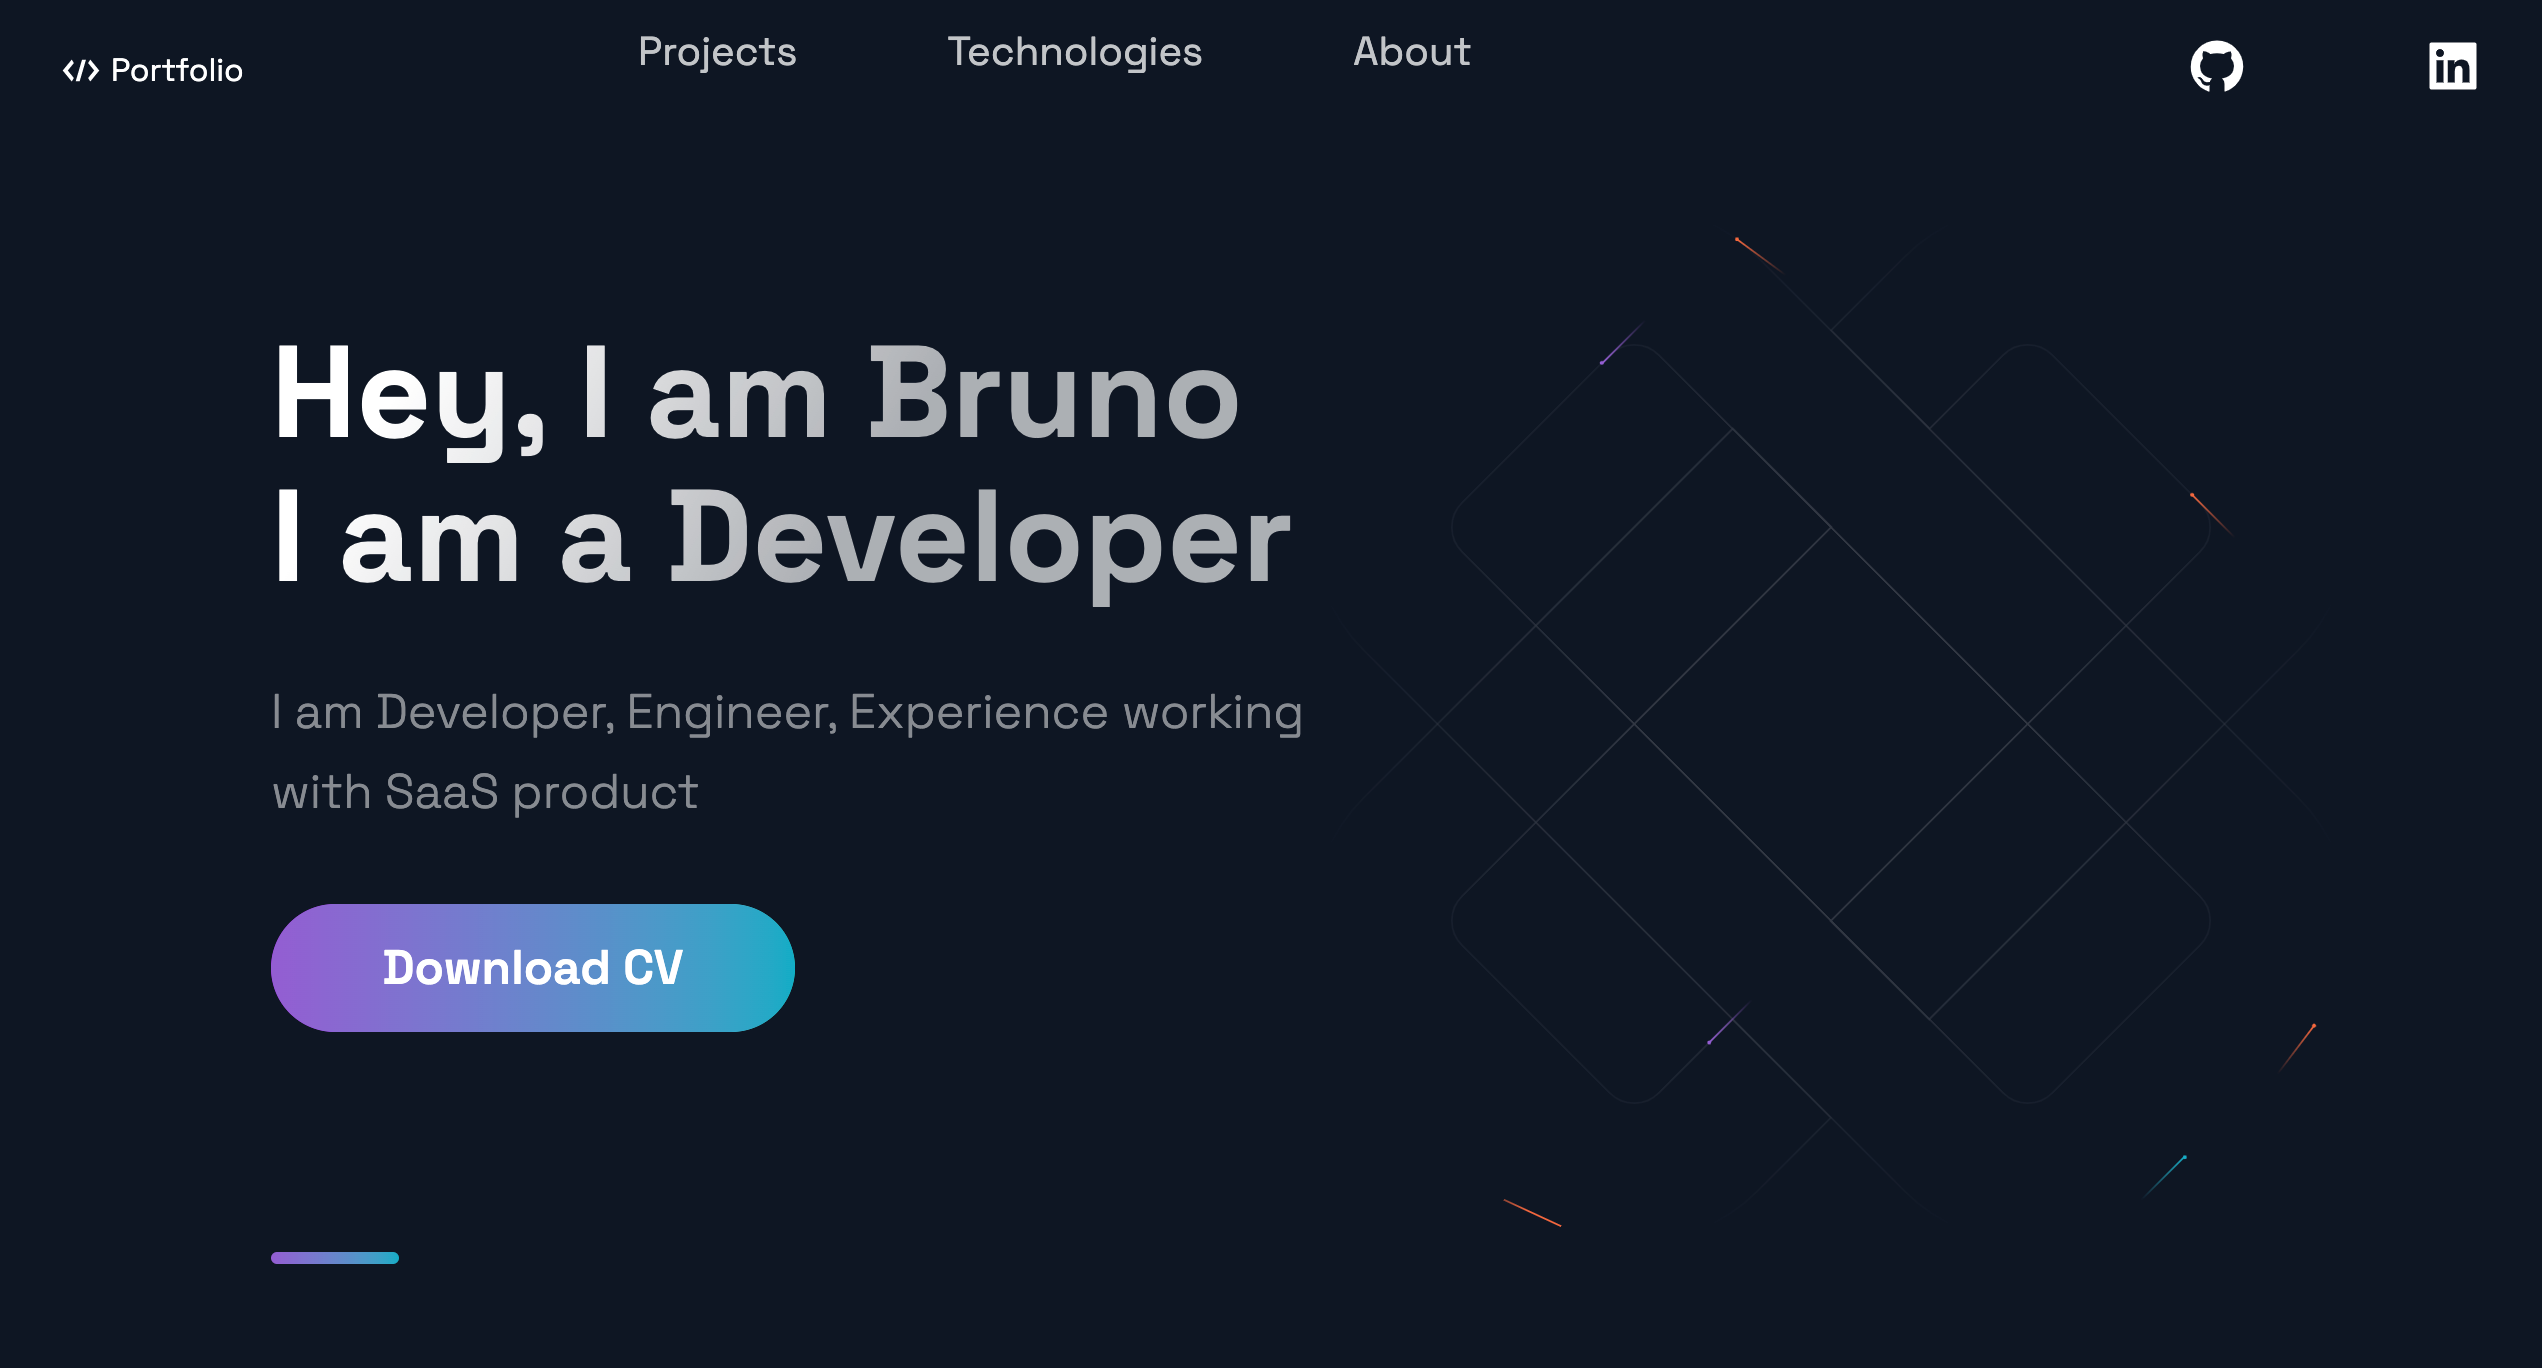 Portfolio
Projects
Technologies
About
in
Hey, I am Bruno
I am a Developer
I am Developer, Engineer, Experience working
with SaaS product
Download CV